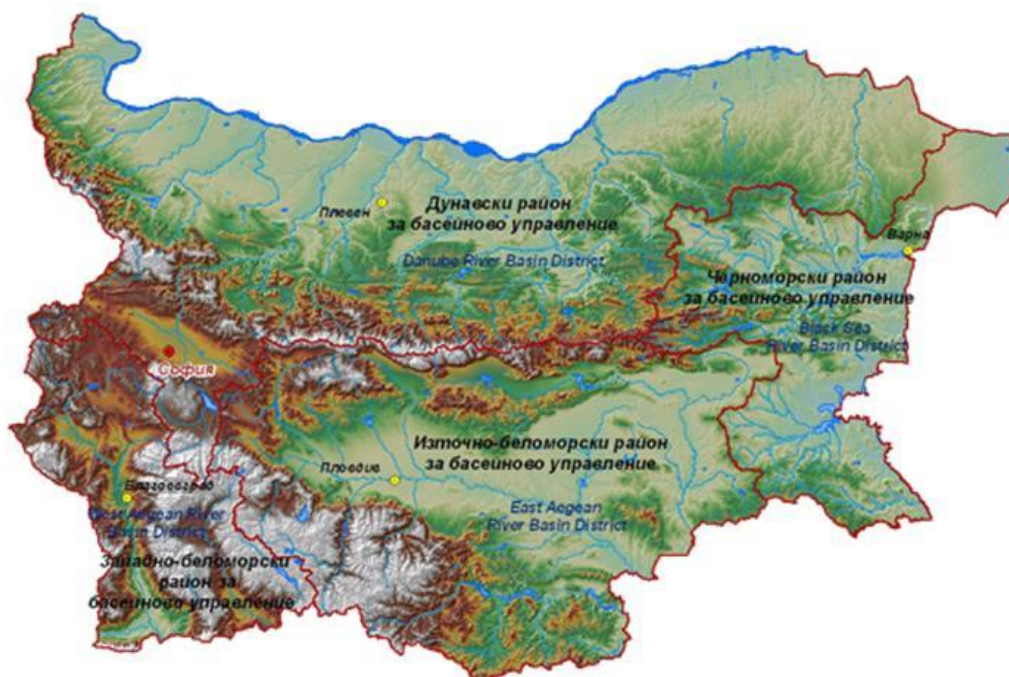 Плевен
Дунавски район
за басейново управление
Danube River Basin District
Варна
Черноморски район
за басейново управление
Black Sea
River Basin District
София
Източно-беломорски район
за басейново управление
Пловдив
East Aegean
River Basin District
Благоевград
West Aegean River
Basin District
Западно-беломорски
район за
басейново управление